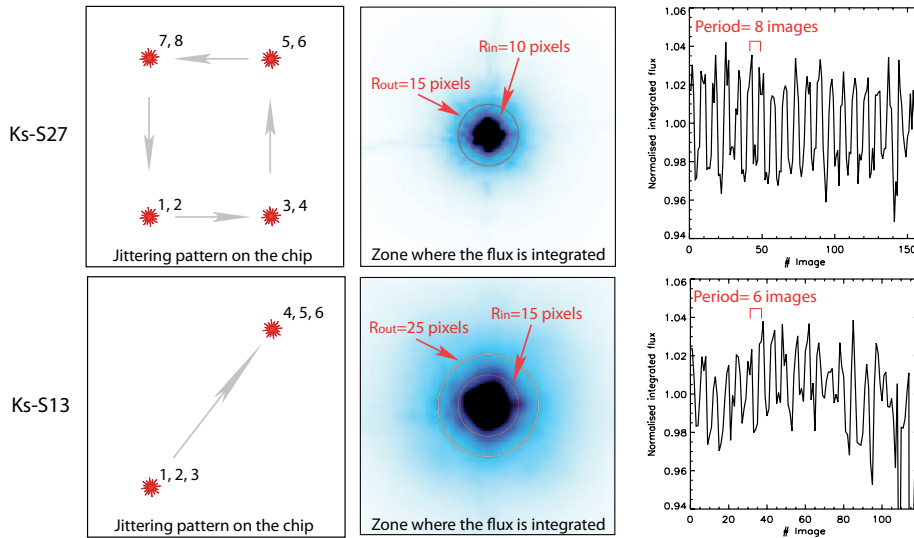 Ks-S27
7, 8
5, 6
1, 2
3, 4
Jittering pattern on the chip
Rin=10 pixels
Rout=15 pixels
Zone where the flux is integrated
Period= 8 images
Normalised integrated flux
1.06
1.04
1.02
1.00
0.98
0.96
0.94
0
50
100
150
# Image
Ks-S13
4, 5, 6
1, 2, 3
Jittering pattern on the chip
Rout=25 pixels
Rin=15 pixels
Zone where the flux is integrated
Period= 6 images
Normalised integrated flux
1.06
1.04
1.02
1.00
0.98
0.96
0.94
0
20
40
60
80
100
# Image